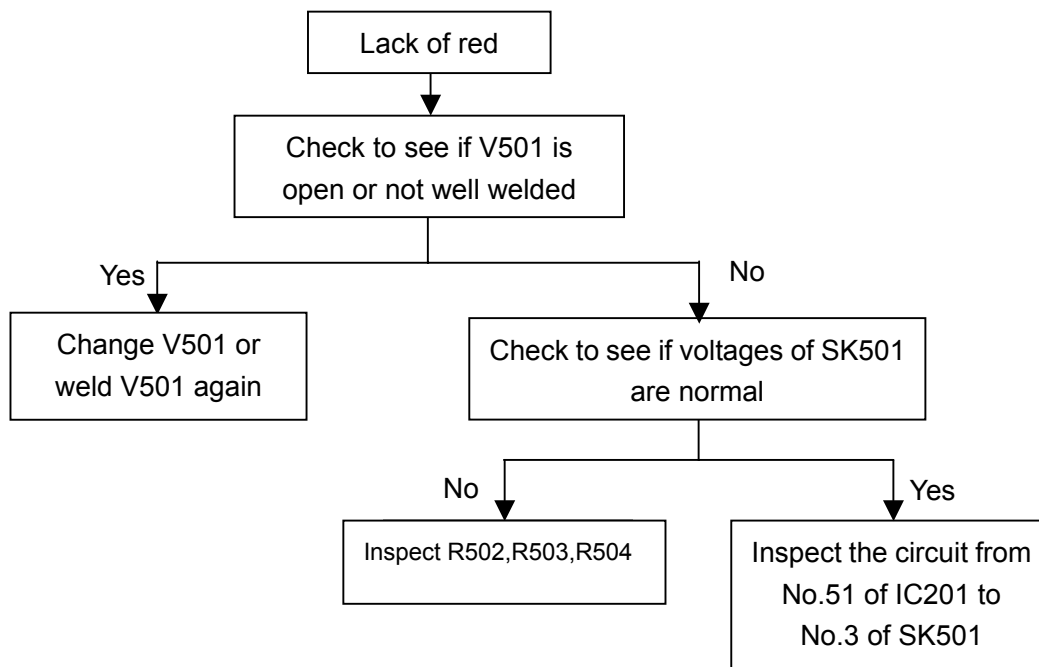 Lack of red
Check to see if V501 is
open or not well welded
Yes
No
Change V501 or
weld V501 again
Check to see if voltages of SK501
are normal
No
Yes
Inspect R502,R503,R504
Inspect the circuit from
No.51 of IC201 to
No.3 of SK501